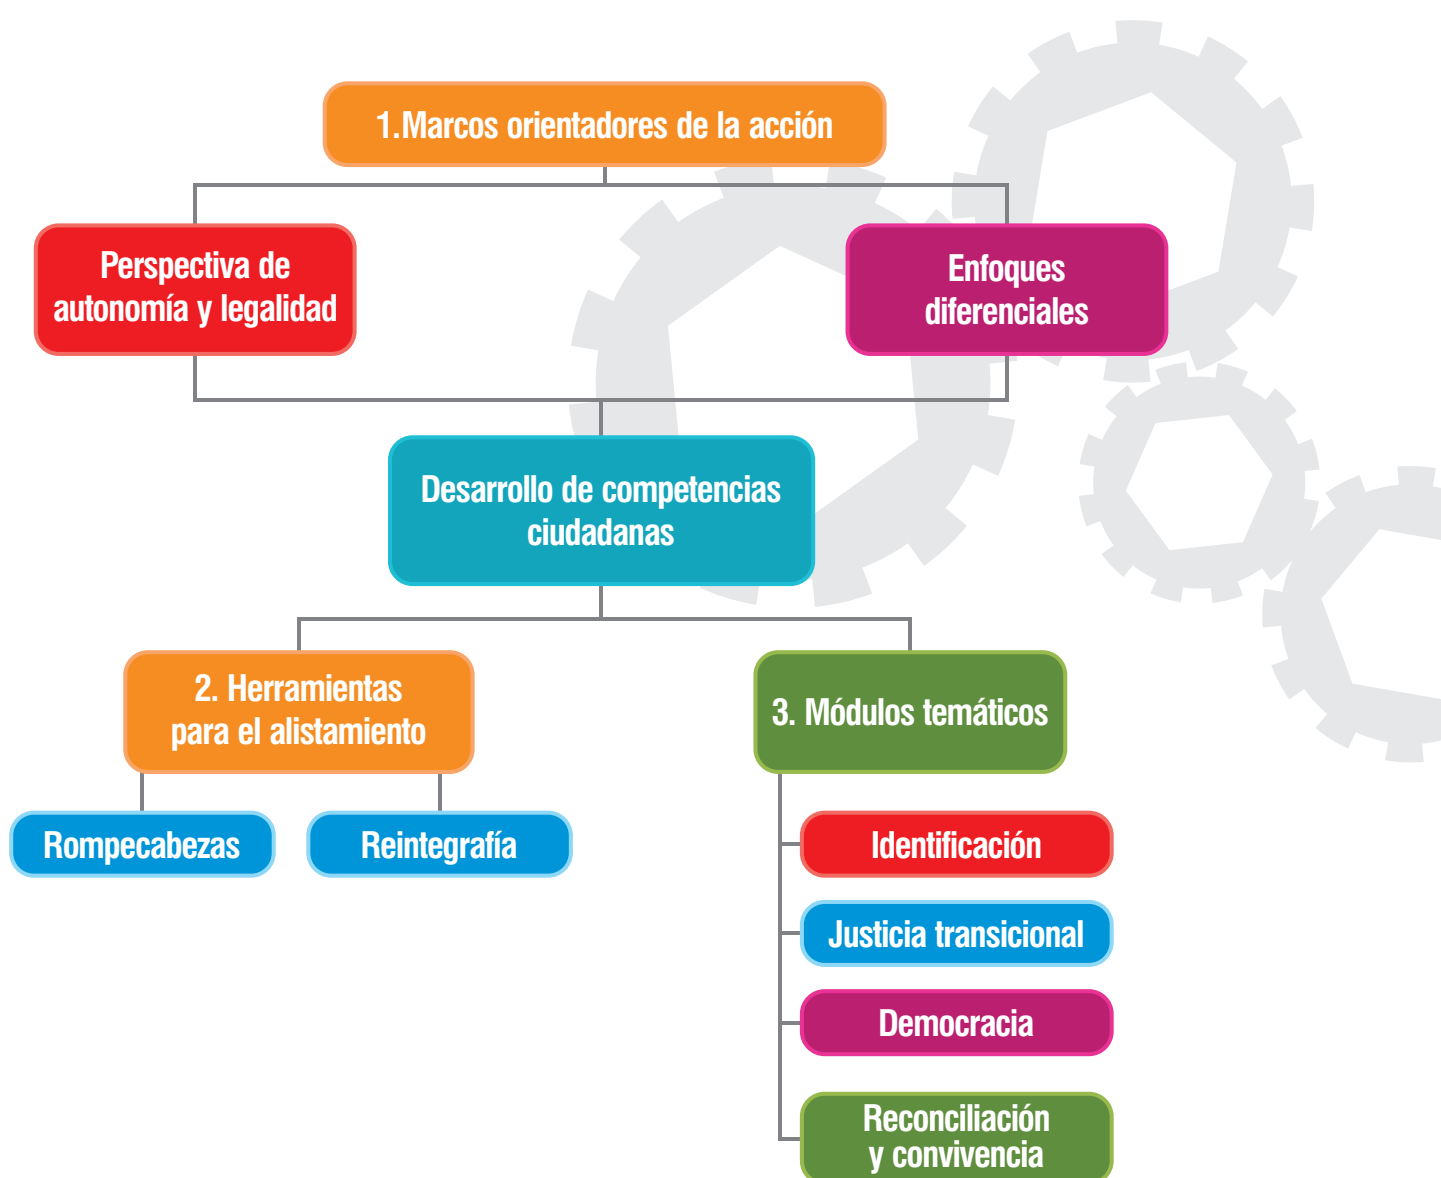 1.Marcos orientadores de la acción
Perspectiva de
autonomía y legalidad
Enfoques
diferenciales
Desarrollo de competencias
ciudadanas
2. Herramientas
para el alistamiento
3. Módulos temáticos
Rompecabezas
Reintegrafía
Identificación
Justicia transicional
Democracia
Reconciliación
y convivencia